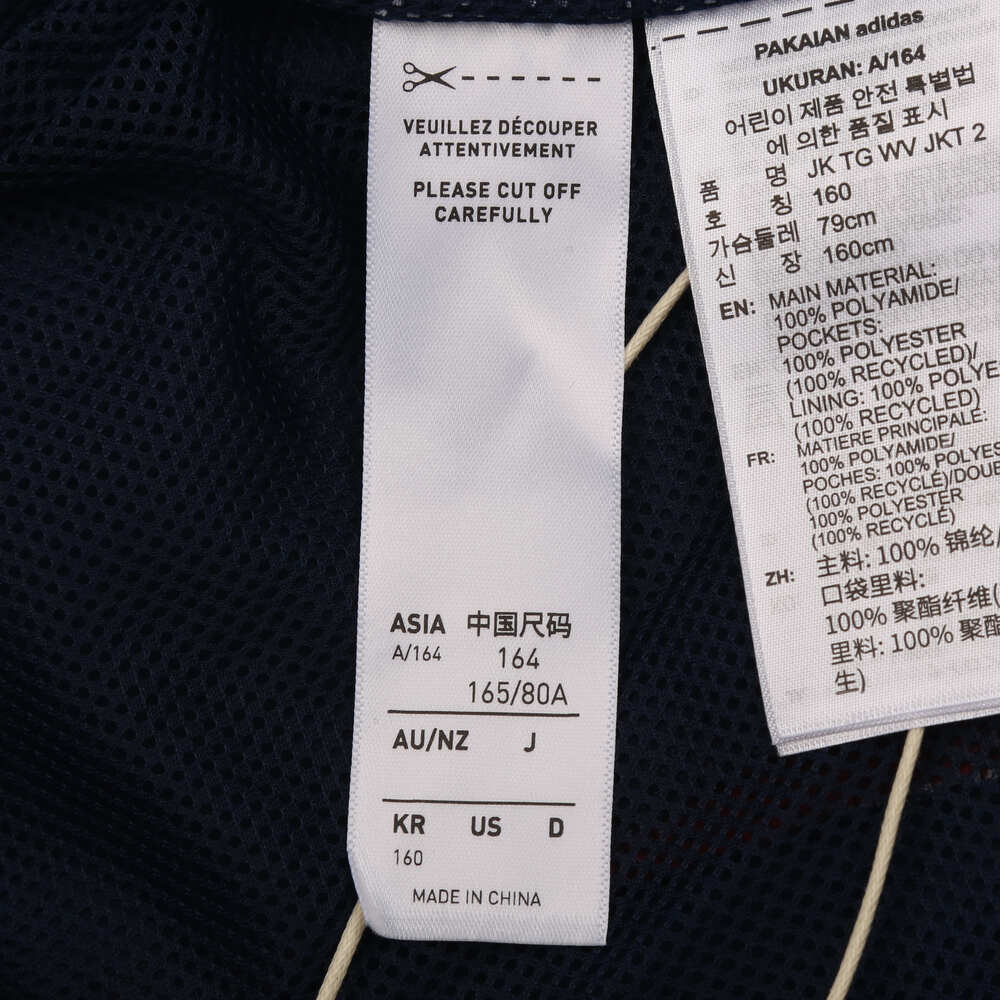 VEUILLEZ DÉCOUPER
ATTENTIVEMENT
PLEASE CUT OFF
CAREFULLY
ASIA 中国尺码
A/164 164
165/80A
AU/NZ J
KR US D
160
MADE IN CHINA
PAKAIAN adidas
UKURAN: A/164
어린이 제품 안전 특별법
에 의한 품질 표시
품 명 JK TG WV JKT 2
호 칭 160
가슴둘레 79cm
신 장 160cm
EN: MAIN MATERIAL:
100% POLYAMIDE/
POCKETS:
100% POLYESTER
(100% RECYCLED)/
LINING: 100% POLYE
(100% RECYCLED)
FR: MATIERE PRINCIPALE:
100% POLYAMIDE/
POCHES: 100% POLYES
(100% RECYCLÉ)/DOU
100% POLYESTER
(100% RECYCLÉ)
ZH: 主料: 100% 锦纶/
口袋里料:
100% 聚酯纤维(
里料: 100% 聚酯
生)